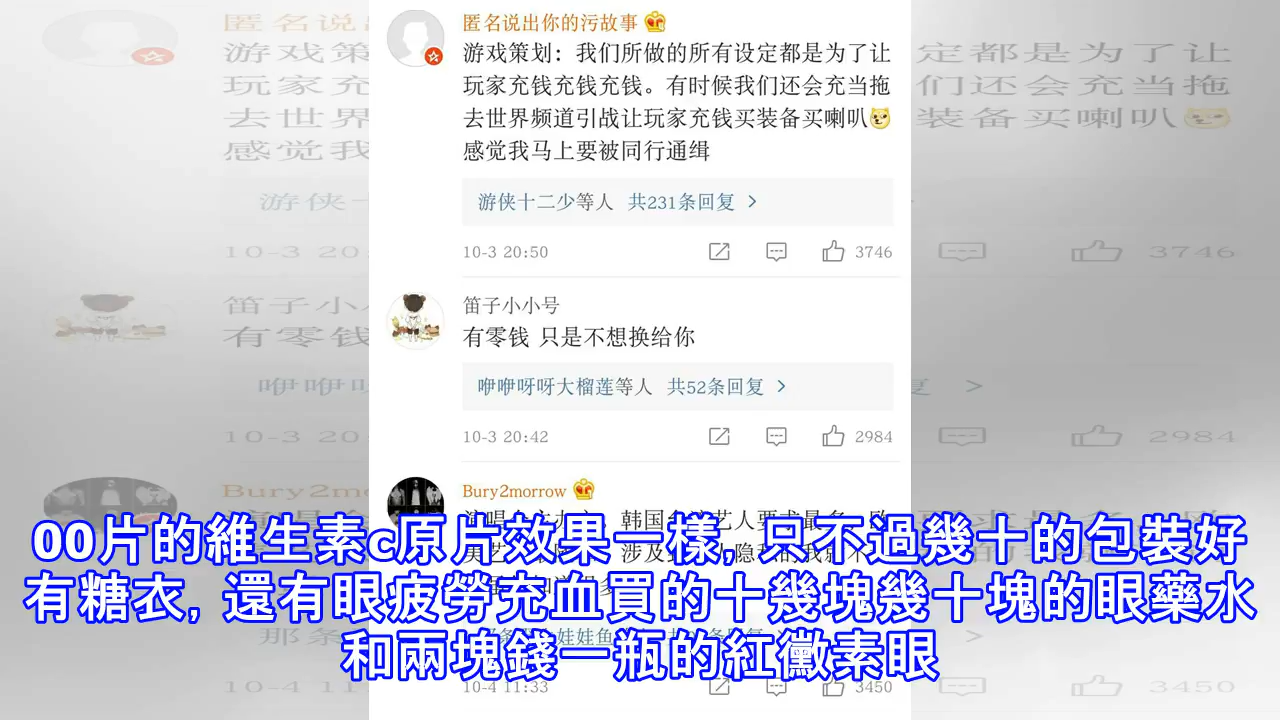 匿名说出你的污故事
游戏策划：我们所做的所有设定都是为了让
玩家充钱充钱充钱。有时候我们还会充当拖
去世界频道引战让玩家充钱买装备买喇叭
感觉我马上要被同行通缉
游侠十二少等人 共231条回复 >
10-3 20:50 3746
笛子小小号
有零钱 只是不想换给你
咿咿呀呀大榴莲等人 共52条回复 >
10-3 20:42 2984
Bury2morrow
00片的維生素c原片效果一樣, 只不過幾十的包裝好
有糖衣, 還有眼疲勞充血買的十幾塊幾十塊的眼藥水
和兩塊錢一瓶的紅黴素眼
10-4 11:33 3450